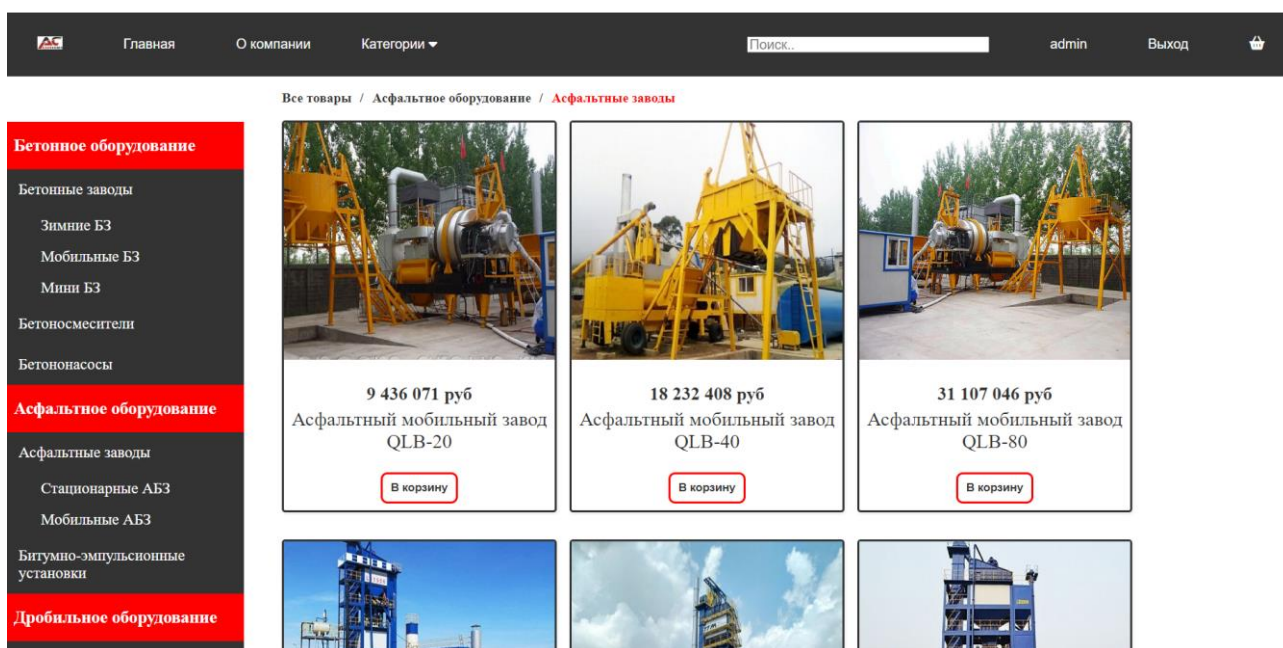 АС
Главная
О компании
Категории
Поиск..
admin
Выход
Все товары / Асфальтное оборудование / Асфальтные заводы
Бетонное оборудование
Бетонные заводы
Зимние БЗ
Мобильные БЗ
Мини БЗ
Бетоносмесители
Бетононасосы
Асфальтное оборудование
Асфальтные заводы
Стационарные АБЗ
Мобильные АБЗ
Битумно-эмпульсионные
установки
Дробильное оборудование
9 436 071 руб
Асфальтный мобильный завод
QLB-20
В корзину
18 232 408 руб
Асфальтный мобильный завод
QLB-40
В корзину
31 107 046 руб
Асфальтный мобильный завод
QLB-80
В корзину